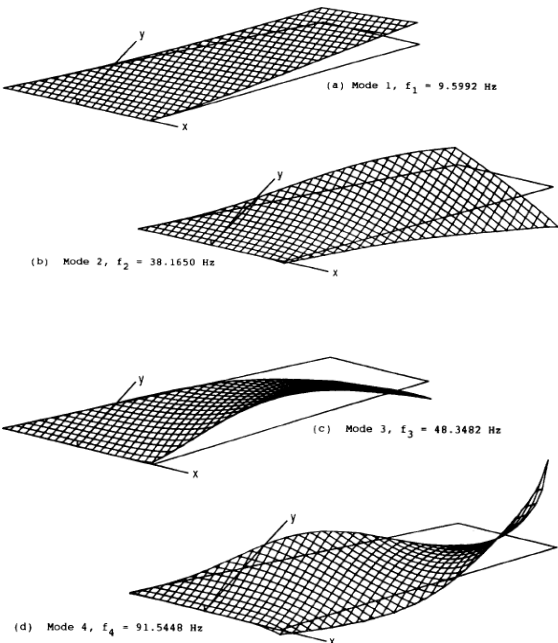 y
(a) Mode 1, f1 = 9.5992 Hz
x
y
(b) Mode 2, f2 = 38.1650 Hz
x
y
(c) Mode 3, f3 = 48.3482 Hz
x
y
(d) Mode 4, f4 = 91.5448 Hz
x